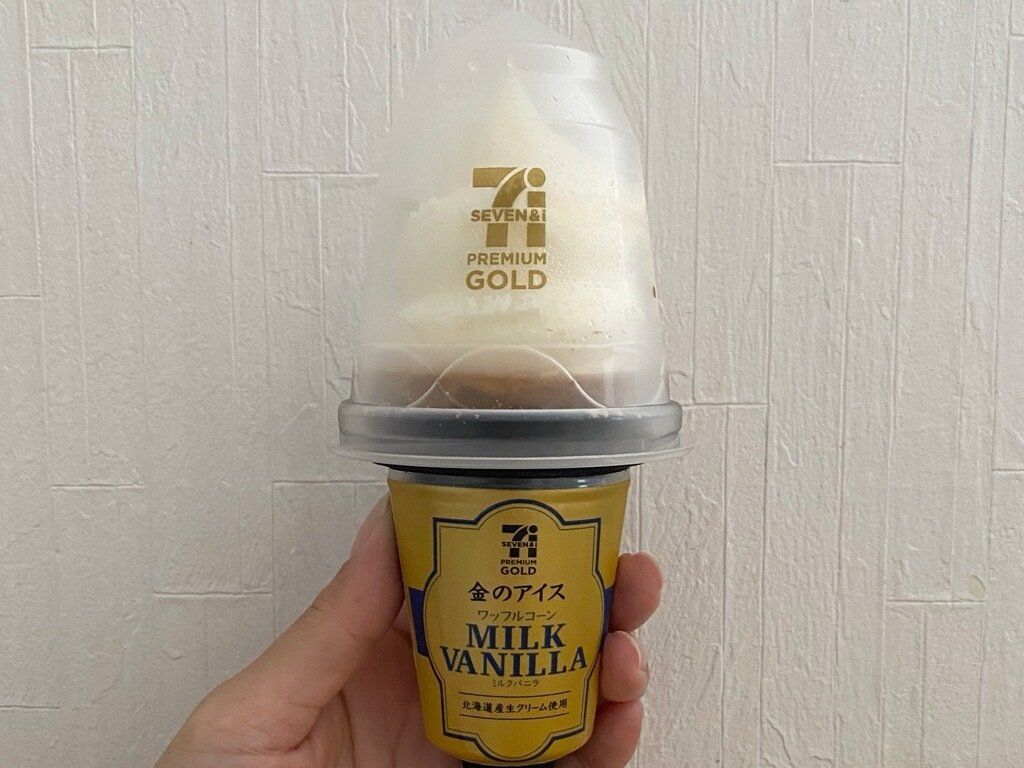 7i
SEVEN&i
PREMIUM
GOLD
7i
SEVEN&i
PREMIUM
GOLD
金のアイス
ワッフルコーン
MILK
VANILLA
ミルクバニラ
北海道産生クリーム使用